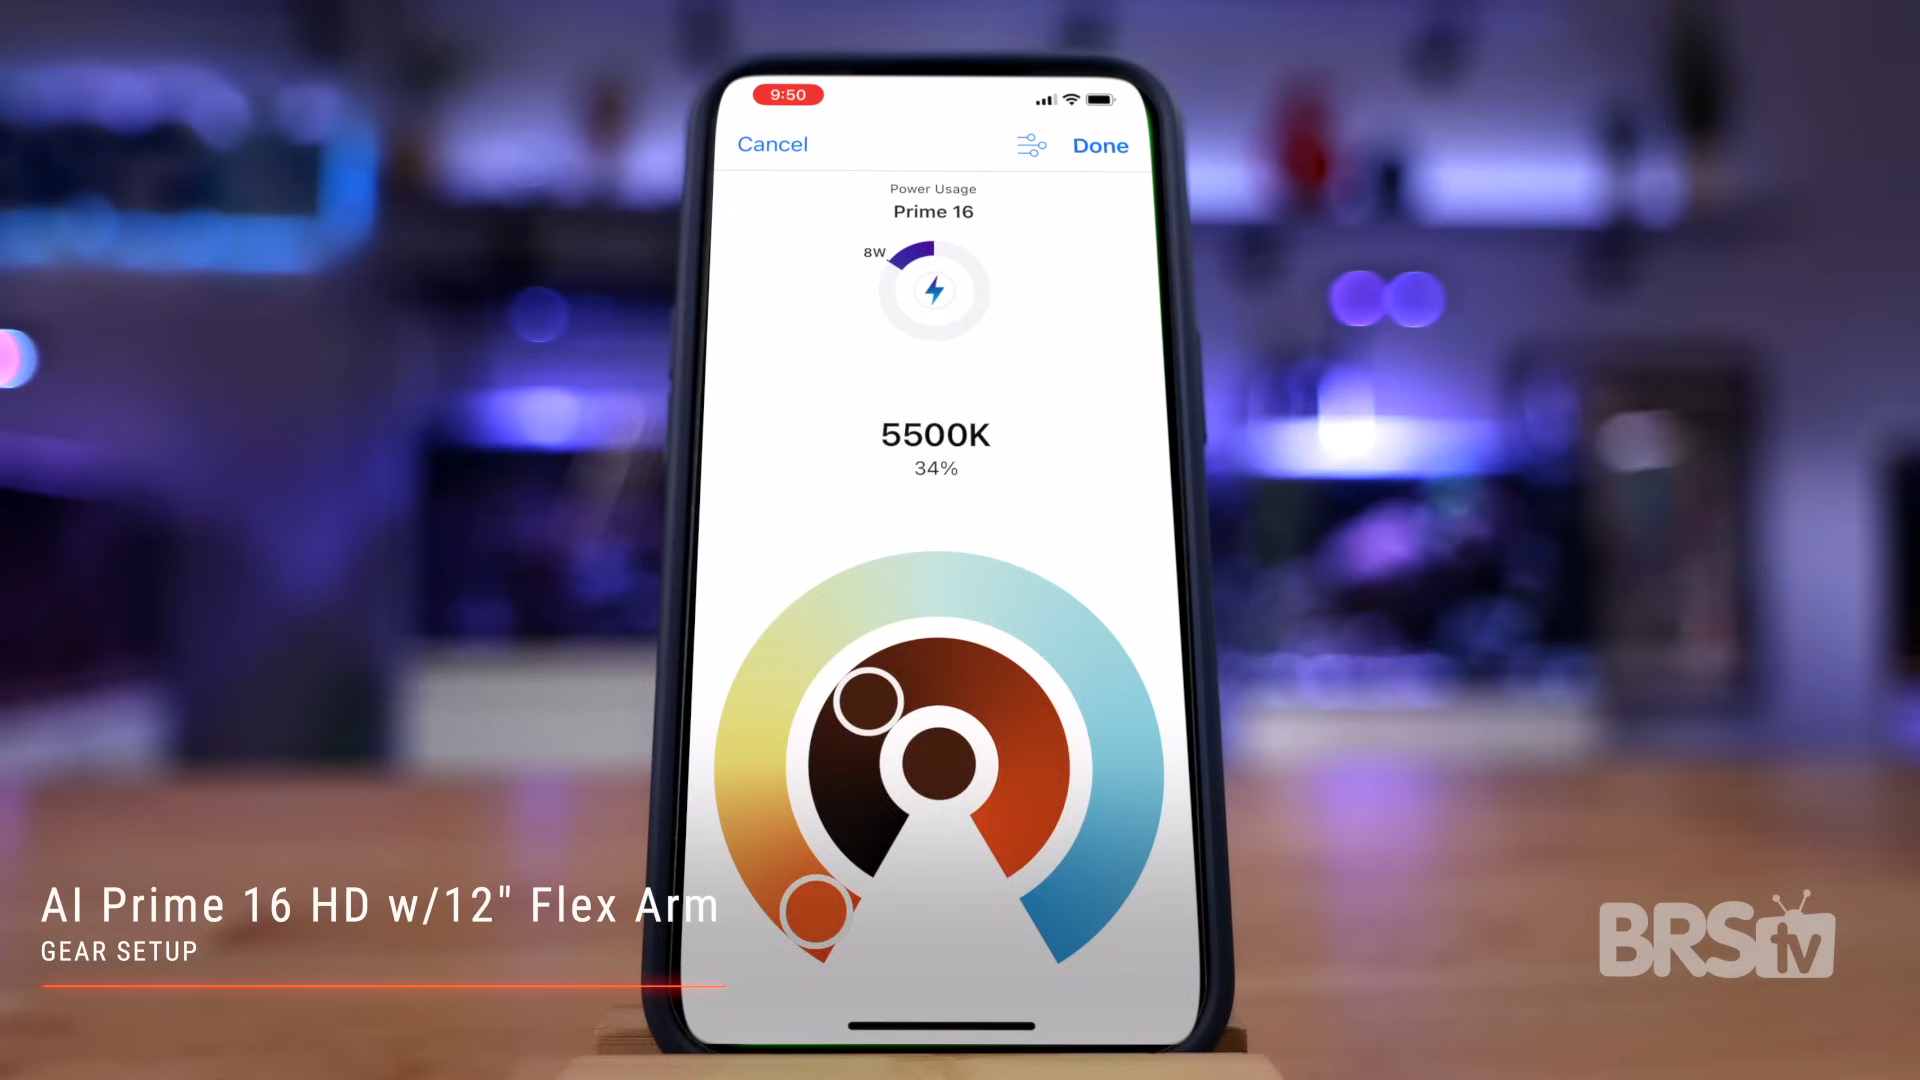 9:50
Cancel
Done
Power Usage
Prime 16
8W
5500K
34%
AI Prime 16 HD w/12" Flex Arm
GEAR SETUP
BRStv